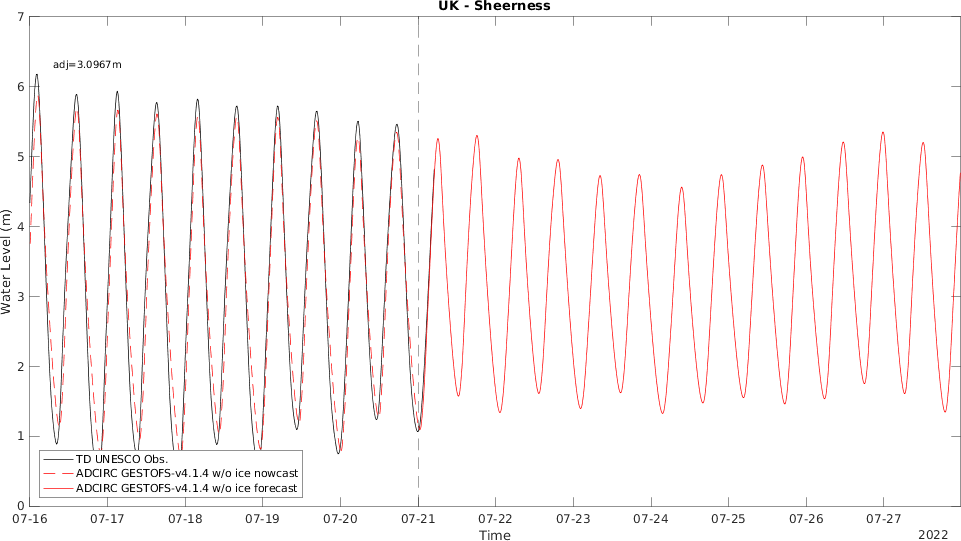 UK - Sheerness
adj=3.0967m
Water Level (m)
7
6
5
4
3
2
1
0
TD UNESCO Obs.
ADCIRC GESTOFS-v4.1.4 w/o ice nowcast
ADCIRC GESTOFS-v4.1.4 w/o ice forecast
07-16 07-17 07-18 07-19 07-20 07-21 07-22 07-23 07-24 07-25 07-26 07-27
Time
2022